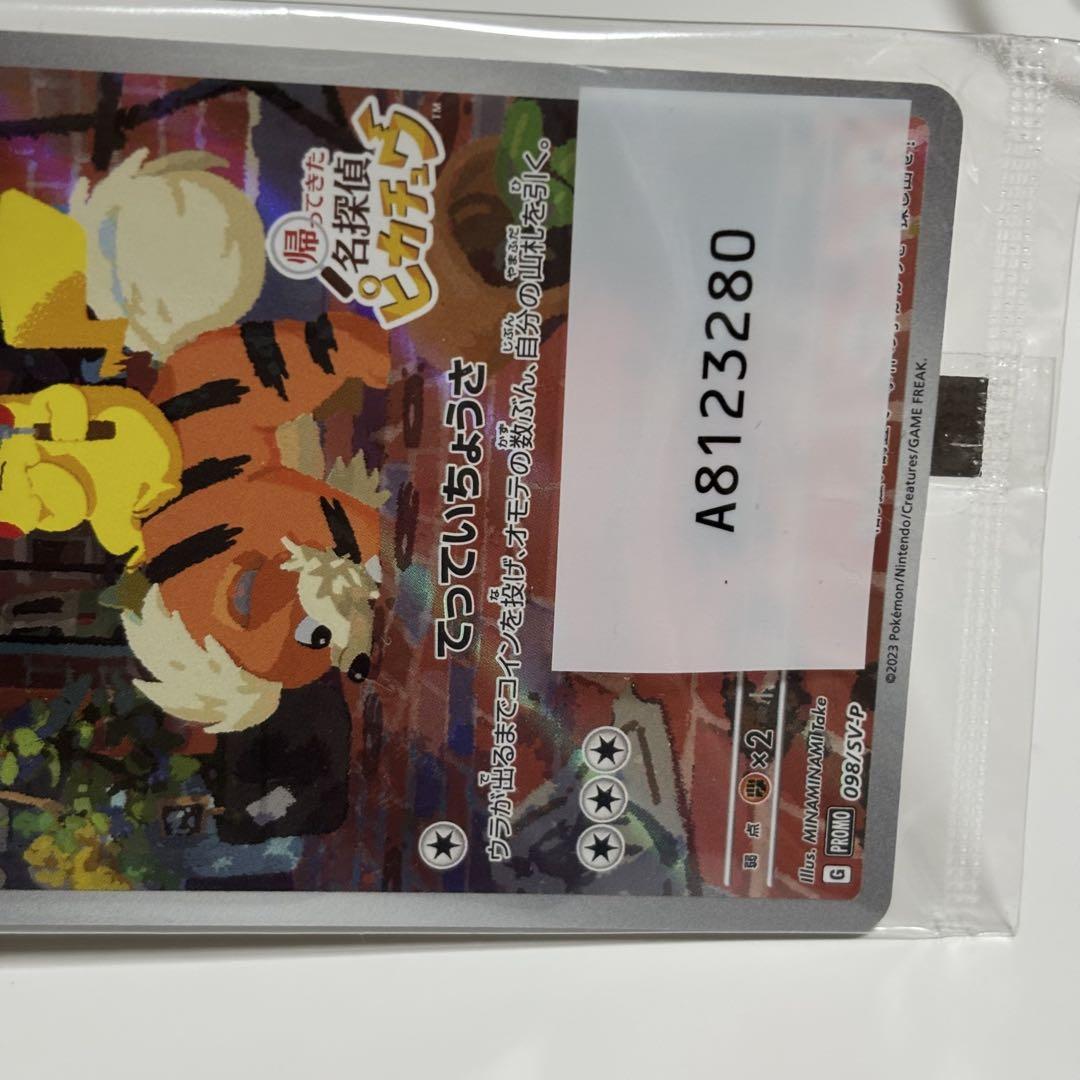 帰ってきた
名探偵
ピカチュウ™
てっていちょうさ
ウラが出るまでコインを投げ、オモテの数ぶん、自分の山札を引く。
A8123280
弱点
×2
Illus. MINAMINAMI Take
G PROMO 098/SV-P
©2023 Pokémon/Nintendo/Creatures/GAME FREAK.